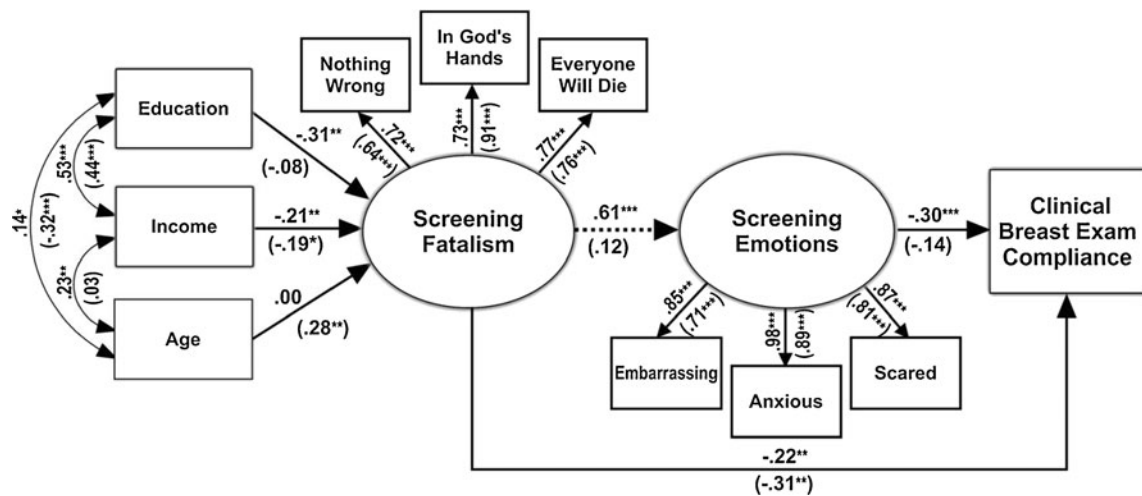 Education
Income
Age
.53***
(.44***)
.14*
(-.32***)
.23**
(.03)
-.31**
(-.08)
-.21**
(-.19*)
.00
(.28**)
Nothing
Wrong
In God's
Hands
Everyone
Will Die
.72***
(.64***)
.73***
(.91***)
.77***
(.76***)
Screening
Fatalism
.61***
(.12)
Screening
Emotions
-.30***
(-.14)
Clinical
Breast Exam
Compliance
.85***
(.71***)
.98***
(.89***)
.87***
(.81***)
Embarrassing
Anxious
Scared
-.22**
(-.31**)